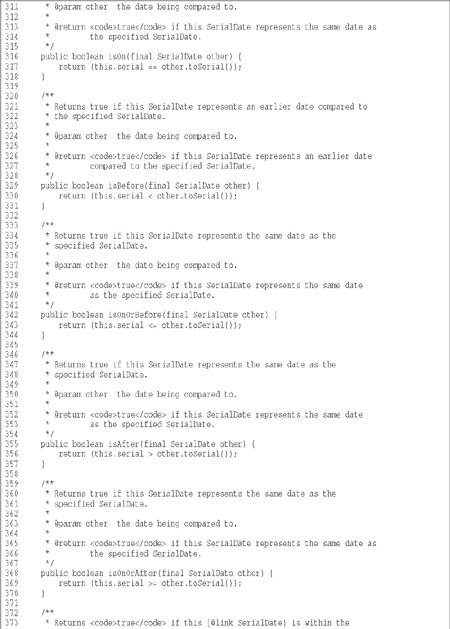 311 * @param other the date being compared to.
312 *
313 * @return <code>true</code> if this SerialDate represents the same date as
314 * the specified SerialDate.
315 */
316 public boolean isOn(final SerialDate other) {
317 return (this.serial == other.toSerial());
318 }
319
320 /**
321 * Returns true if this SerialDate represents an earlier date compared to
322 * the specified SerialDate.
323 *
324 * @param other the date being compared to.
325 *
326 * @return <code>true</code> if this SerialDate represents an earlier date
327 * compared to the specified SerialDate.
328 */
329 public boolean isBefore(final SerialDate other) {
330 return (this.serial < other.toSerial());
331 }
332
333 /**
334 * Returns true if this SerialDate represents the same date as the
335 * specified SerialDate.
336 *
337 * @param other the date being compared to.
338 *
339 * @return <code>true</code> if this SerialDate represents the same date
340 * as the specified SerialDate.
341 */
342 public boolean isOnOrBefore(final SerialDate other) {
343 return (this.serial <= other.toSerial());
344 }
345
346 /**
347 * Returns true if this SerialDate represents the same date as the
348 * specified SerialDate.
349 *
350 * @param other the date being compared to.
351 *
352 * @return <code>true</code> if this SerialDate represents the same date
353 * as the specified SerialDate.
354 */
355 public boolean isAfter(final SerialDate other) {
356 return (this.serial > other.toSerial());
357 }
358
359 /**
360 * Returns true if this SerialDate represents the same date as the
361 * specified SerialDate.
362 *
363 * @param other the date being compared to.
364 *
365 * @return <code>true</code> if this SerialDate represents the same date as
366 * the specified SerialDate.
367 */
368 public boolean isOnOrAfter(final SerialDate other) {
369 return (this.serial >= other.toSerial());
370 }
371
372 /**
373 * Returns <code>true</code> if this {@link SerialDate} is within the